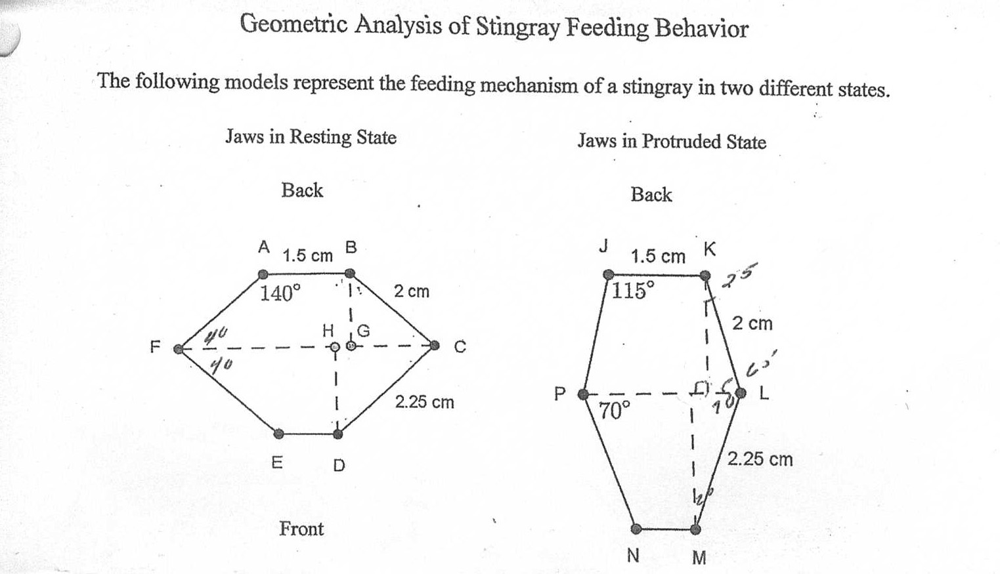 Geometric Analysis of Stingray Feeding Behavior
The following models represent the feeding mechanism of a stingray in two different states.
Jaws in Resting State
Jaws in Protruded State
Back
Back
A 1.5 cm B
J 1.5 cm K
140°
2 cm
115°
25
2 cm
F
40
H G
C
40
P
L
70°
70
2.25 cm
2.25 cm
E D
Front
N M